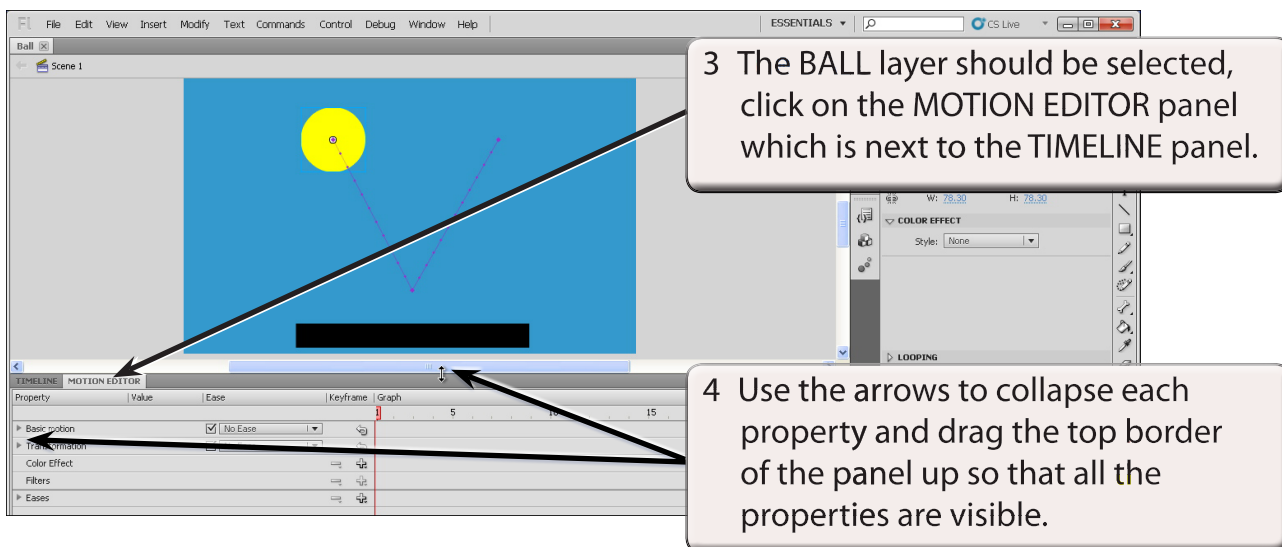 Fl File Edit View Insert Modify Text Commands Control Debug Window Help ESSENTIALS CS Live
Ball
Scene 1
3 The BALL layer should be selected,
click on the MOTION EDITOR panel
which is next to the TIMELINE panel.
W: 78.30 H: 78.30
COLOR EFFECT
Style: None
LOOPING
TIMELINE MOTION EDITOR
Property Value Ease Keyframe Graph
1 5 10 15
Basic motion No Ease
Transformation
Color Effect
Filters
Eases
4 Use the arrows to collapse each
property and drag the top border
of the panel up so that all the
properties are visible.